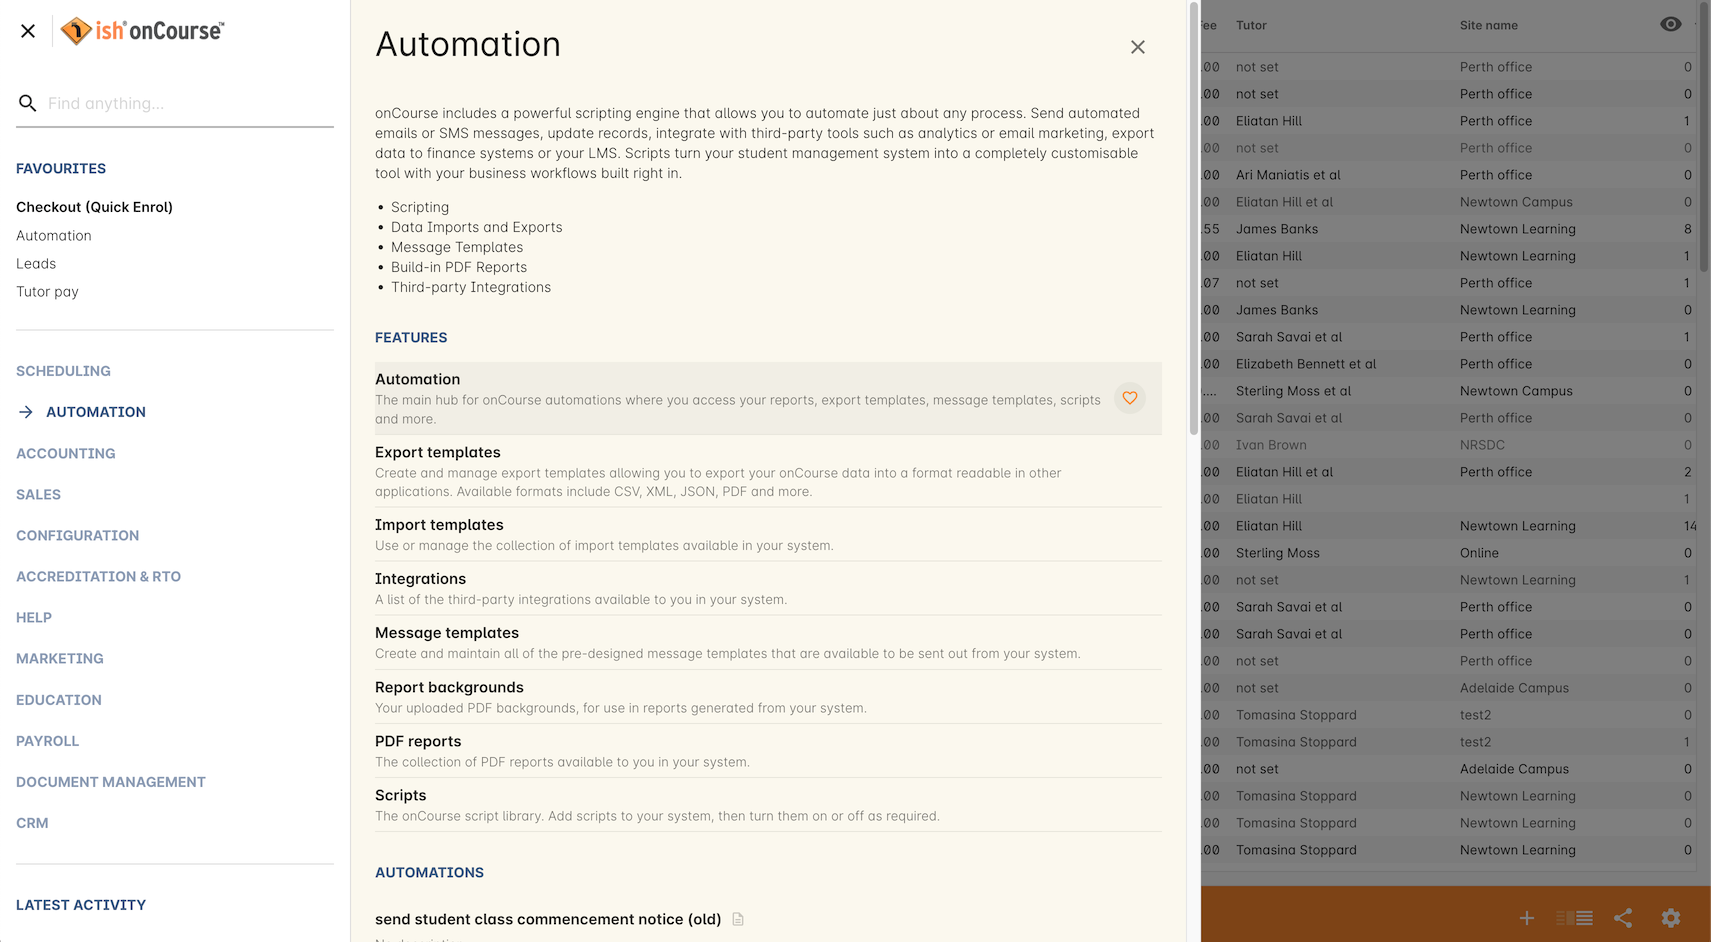 ish onCourse™
Find anything...
FAVOURITES
Checkout (Quick Enrol)
Automation
Leads
Tutor pay
SCHEDULING
AUTOMATION
ACCOUNTING
SALES
CONFIGURATION
ACCREDITATION & RTO
HELP
MARKETING
EDUCATION
PAYROLL
DOCUMENT MANAGEMENT
CRM
LATEST ACTIVITY
Automation
onCourse includes a powerful scripting engine that allows you to automate just about any process. Send automated
emails or SMS messages, update records, integrate with third-party tools such as analytics or email marketing, export
data to finance systems or your LMS. Scripts turn your student management system into a completely customisable
tool with your business workflows built right in.
• Scripting
• Data Imports and Exports
• Message Templates
• Build-in PDF Reports
• Third-party Integrations
FEATURES
Automation
The main hub for onCourse automations where you access your reports, export templates, message templates, scripts
and more.
Export templates
Create and manage export templates allowing you to export your onCourse data into a format readable in other
applications. Available formats include CSV, XML, JSON, PDF and more.
Import templates
Use or manage the collection of import templates available in your system.
Integrations
A list of the third-party integrations available to you in your system.
Message templates
Create and maintain all of the pre-designed message templates that are available to be sent out from your system.
Report backgrounds
Your uploaded PDF backgrounds, for use in reports generated from your system.
PDF reports
The collection of PDF reports available to you in your system.
Scripts
The onCourse script library. Add scripts to your system, then turn them on or off as required.
AUTOMATIONS
send student class commencement notice (old)
Tutor Site name
.00 not set Perth office 0
.00 not set Perth office 0
.00 Eliatan Hill Perth office 1
.00 not set Perth office 0
.00 Ari Maniatis et al Perth office 0
.00 Eliatan Hill et al Newtown Campus 0
.55 James Banks Newtown Learning 8
.00 Eliatan Hill Newtown Learning 1
.07 not set Perth office 1
.00 James Banks Newtown Learning 0
.00 Sarah Savai et al Perth office 1
.00 Elizabeth Bennett et al Perth office 0
.... Sterling Moss et al Newtown Campus 0
.00 Sarah Savai et al Perth office 0
.00 Ivan Brown NRSDC 0
.00 Eliatan Hill et al Perth office 2
.00 Eliatan Hill 1
.00 Eliatan Hill Newtown Learning 14
.00 Sterling Moss Online 0
.00 not set Newtown Learning 1
.00 Sarah Savai et al Perth office 0
.00 Sarah Savai et al Perth office 0
.00 not set Perth office 0
.00 not set Adelaide Campus 0
.00 Tomasina Stoppard test2 0
.00 Tomasina Stoppard test2 1
.00 not set Adelaide Campus 0
.00 Tomasina Stoppard Newtown Learning 0
.00 Tomasina Stoppard Newtown Learning 0
.00 Tomasina Stoppard Newtown Learning 0